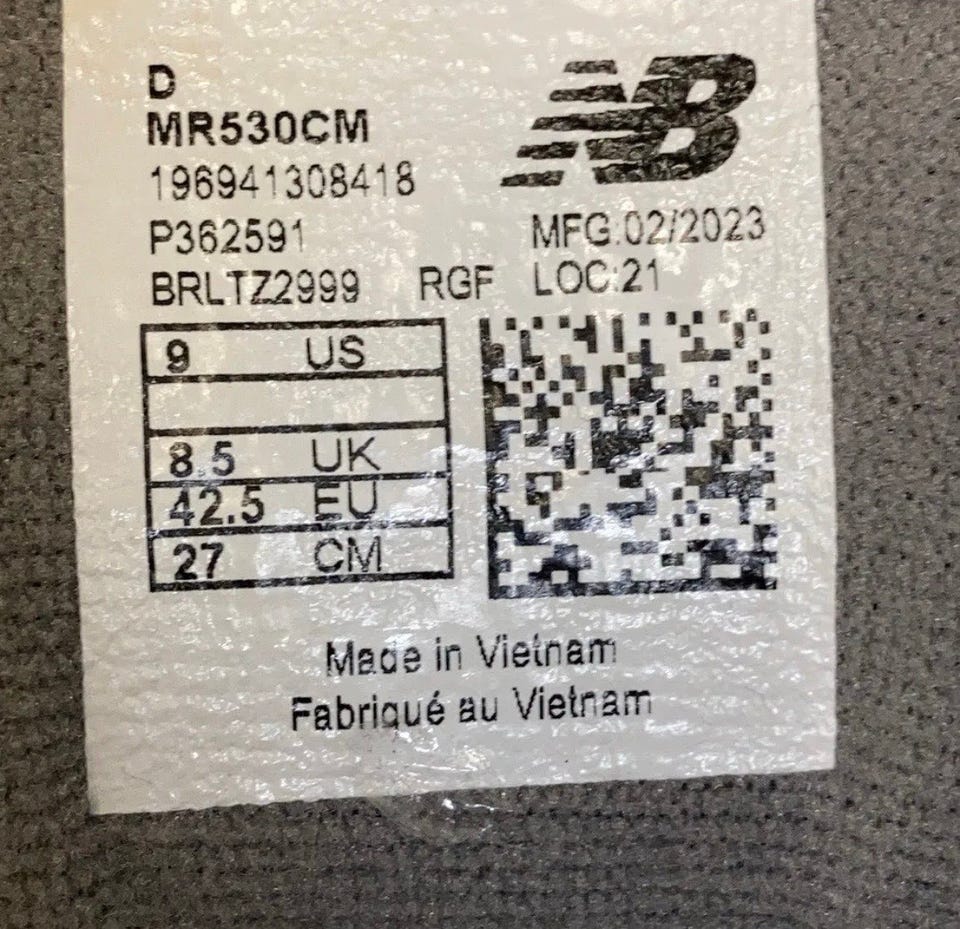 D
MR530CM
196941308418
P362591
BRLTZ2999 RGF
NB
MFG:02/2023
LOC:21
9 US
8.5 UK
42.5 EU
27 CM
Made in Vietnam
Fabriqué au Vietnam